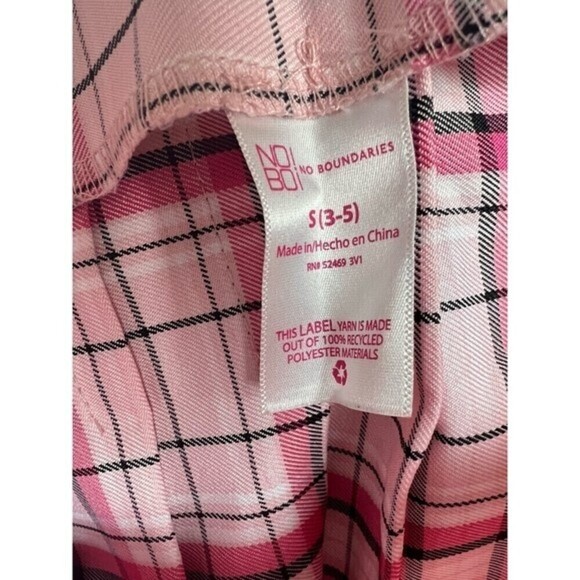 NO!
BO!
NO BOUNDARIES
S (3-5)
Made in/Hecho en China
RN# 52469 3V1
THIS LABEL YARN IS MADE
OUT OF 100% RECYCLED
POLYESTER MATERIALS